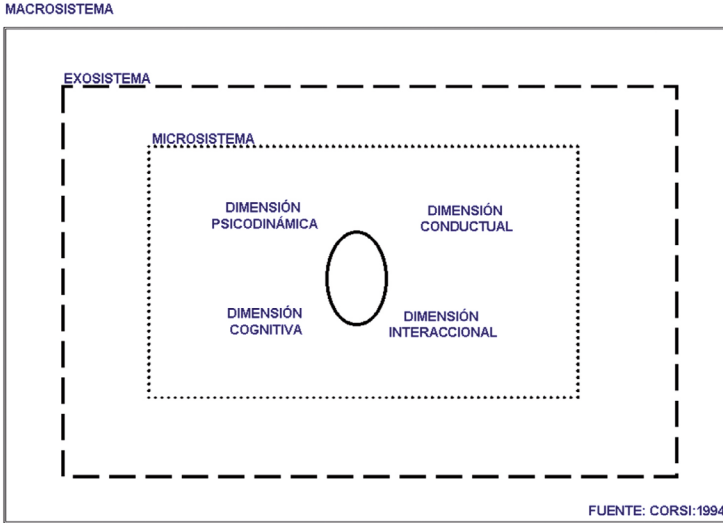 MACROSISTEMA
EXOSISTEMA
MICROSISTEMA
DIMENSIÓN
PSICODINÁMICA
DIMENSIÓN
CONDUCTUAL
DIMENSIÓN
COGNITIVA
DIMENSIÓN
INTERACCIONAL
FUENTE: CORSI:1994